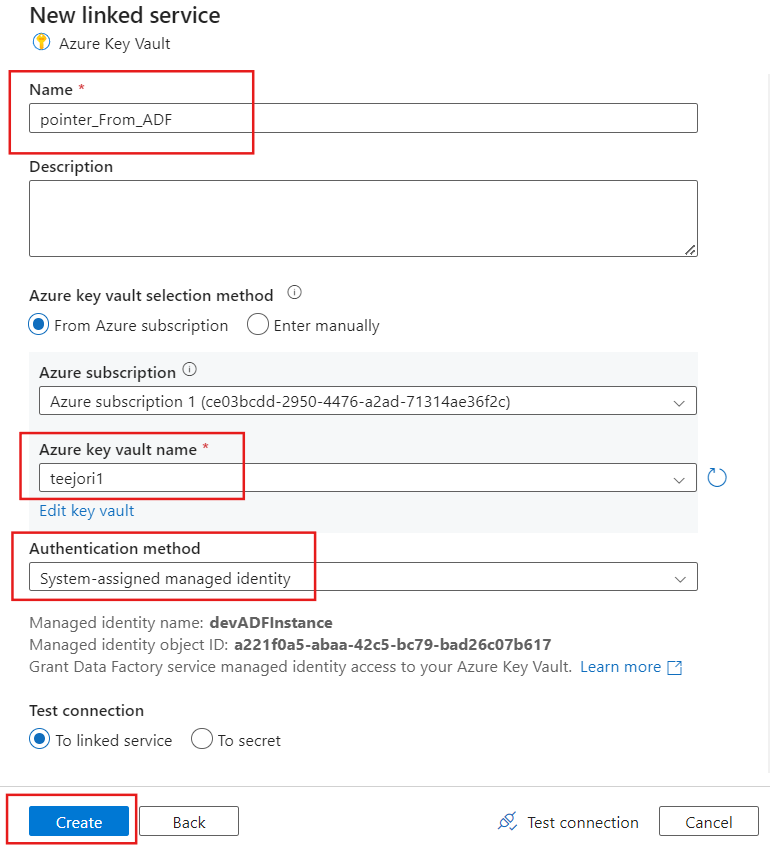 New linked service
Azure Key Vault
Name *
pointer_From_ADF
Description
Azure key vault selection method
From Azure subscription Enter manually
Azure subscription
Azure subscription 1 (ce03bcdd-2950-4476-a2ad-71314ae36f2c)
Azure key vault name *
teejori1
Edit key vault
Authentication method
System-assigned managed identity
Managed identity name: devADFInstance
Managed identity object ID: a221f0a5-abaa-42c5-bc79-bad26c07b617
Grant Data Factory service managed identity access to your Azure Key Vault. Learn more
Test connection
To linked service To secret
Create Back Test connection Cancel